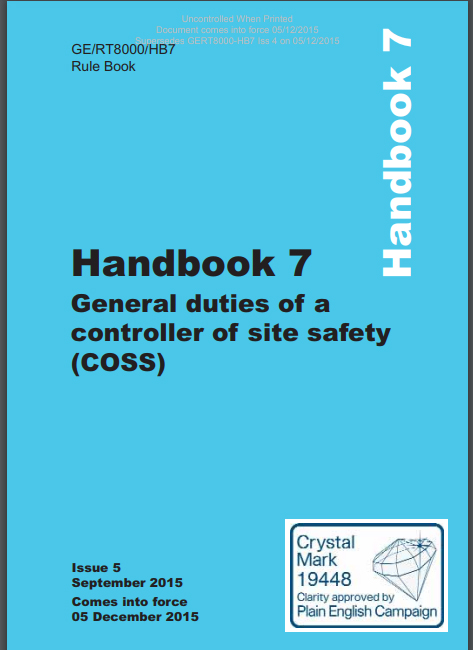 Uncontrolled When Printed
Document comes into force 05/12/2015
Supersedes GERT8000-HB7 Iss 4 on 05/12/2015
GE/RT8000/HB7
Rule Book
Handbook 7
Handbook 7
General duties of a
controller of site safety
(COSS)
Issue 5
September 2015
Comes into force
05 December 2015
Crystal
Mark
19448
Clarity approved by
Plain English Campaign